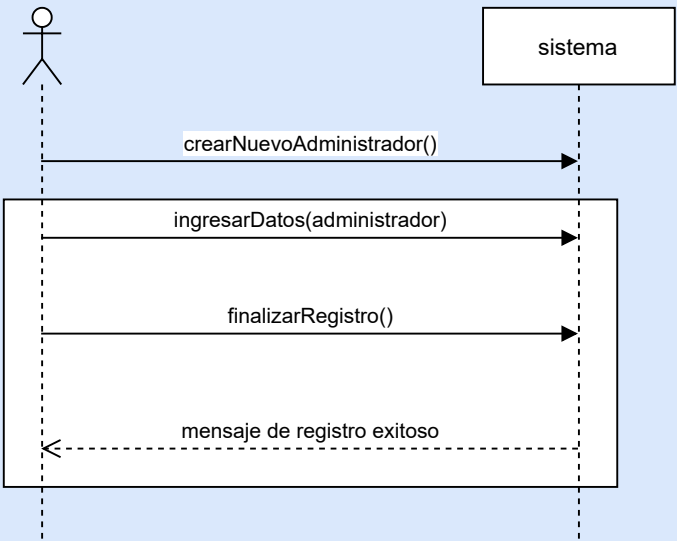 sistema
crearNuevoAdministrador()
ingresarDatos(administrador)
finalizarRegistro()
mensaje de registro exitoso